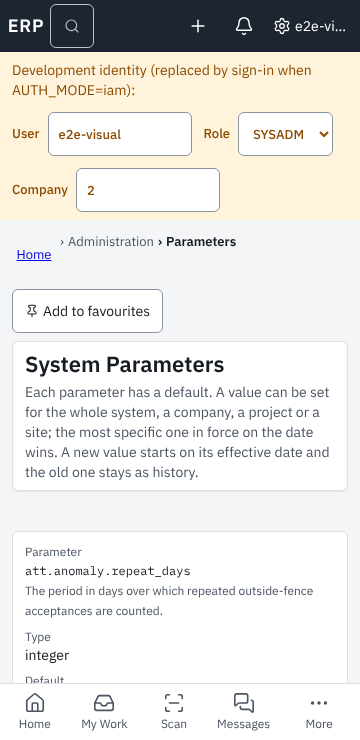 ERP
e2e-vi...
Development identity (replaced by sign-in when
AUTH_MODE=iam):
User
e2e-visual
Role
SYSADM
Company
2
Home
› Administration › Parameters
Add to favourites
System Parameters
Each parameter has a default. A value can be set
for the whole system, a company, a project or a
site; the most specific one in force on the date
wins. A new value starts on its effective date and
the old one stays as history.
Parameter
att.anomaly.repeat_days
The period in days over which repeated outside-fence
acceptances are counted.
Type
integer
Default
Home
My Work
Scan
Messages
More